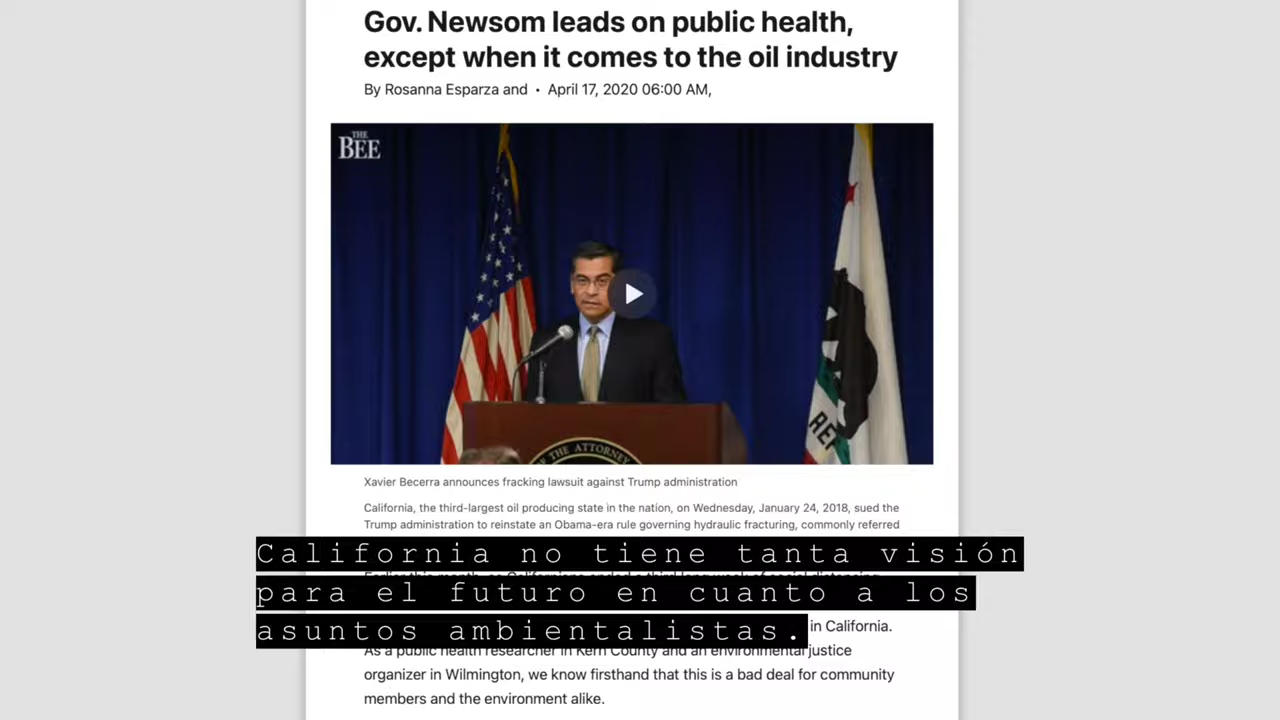 Gov. Newsom leads on public health,
except when it comes to the oil industry
By Rosanna Esparza and • April 17, 2020 06:00 AM,
THE
BEE
OF THE ATTORNEY
REP
Xavier Becerra announces fracking lawsuit against Trump administration
California, the third-largest oil producing state in the nation, on Wednesday, January 24, 2018, sued the
Trump administration to reinstate an Obama-era rule governing hydraulic fracturing, commonly referred
California no tiene tanta visión
para el futuro en cuanto a los
asuntos ambientalistas.
in California.
As a public health researcher in Kern County and an environmental justice
organizer in Wilmington, we know firsthand that this is a bad deal for community
members and the environment alike.